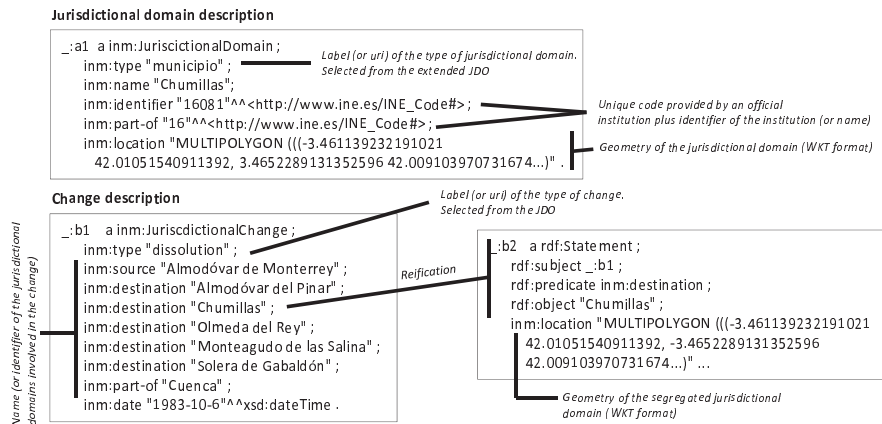 Jurisdictional domain description
_:a1 a inm:JuriscictionalDomain ;
inm:type "municipio" ;
inm:name "Chumillas";
inm:identifier "16081"^^<http://www.ine.es/INE_Code#> ;
inm:part-of "16"^^<http://www.ine.es/INE_Code#> ;
inm:location "MULTIPOLYGON (((-3.461139232191021
42.01051540911392, 3.4652289131352596 42.009103970731674...)" .
Label (or uri) of the type of jurisdictional domain.
Selected from the extended JDO
Unique code provided by an official
institution plus identifier of the institution (or name)
Geometry of the jurisdictional domain (WKT format)
Change description
_:b1 a inm:JuriscdictionalChange ;
inm:type "dissolution" ;
inm:source "Almodóvar de Monterrey" ;
inm:destination "Almodóvar del Pinar" ;
inm:destination "Chumillas" ;
inm:destination "Olmeda del Rey" ;
inm:destination "Monteagudo de las Salina" ;
inm:destination "Solera de Gabaldón" ;
inm:part-of "Cuenca" ;
inm:date "1983-10-6"^^xsd:dateTime .
Label (or uri) of the type of change.
Selected from the JDO
Name (or identifier of the jurisdictional
domains involved in the change)
Reification
_:b2 a rdf:Statement ;
rdf:subject _:b1 ;
rdf:predicate inm:destination ;
rdf:object "Chumillas" ;
inm:location "MULTIPOLYGON (((-3.461139232191021
42.01051540911392, -3.4652289131352596
42.009103970731674...)" ...
Geometry of the segregated jurisdictional
domain (WKT format)